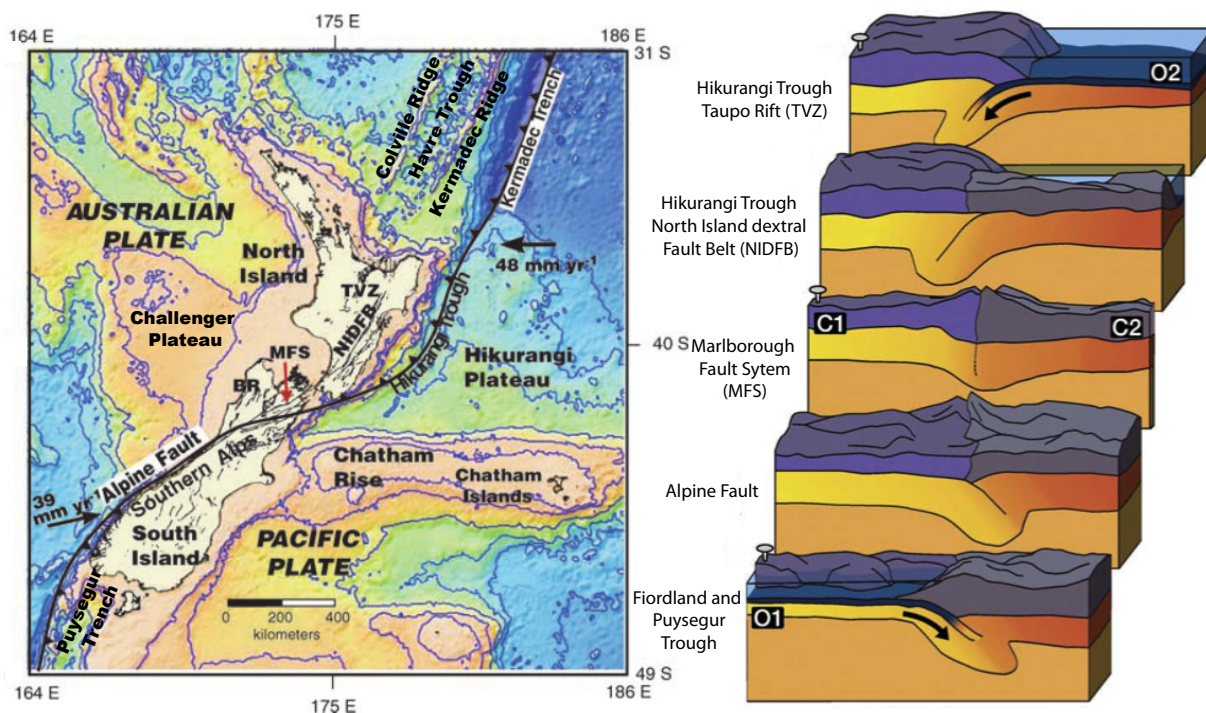 164 E
175 E
186 E
31 S
Colville Ridge
Havre Trough
Kermadec Ridge
Kermadec Trench
AUSTRALIAN
PLATE
North
Island
48 mm yr-1
TVZ
Challenger
Plateau
NIDFB
Hikurangi Trough
MFS
40 S
Hikurangi
Plateau
BR
Alpine Fault
Southern Alps
Chatham
Rise
Chatham
Islands
39
mm yr-1
South
Island
PACIFIC
PLATE
0 200 400
kilometers
Puysegur
Trench
49 S
164 E
175 E
186 E
Hikurangi Trough
Taupo Rift (TVZ)
O2
Hikurangi Trough
North Island dextral
Fault Belt (NIDFB)
C1
C2
Marlborough
Fault Sytem
(MFS)
Alpine Fault
Fiordland and
Puysegur
Trough
O1